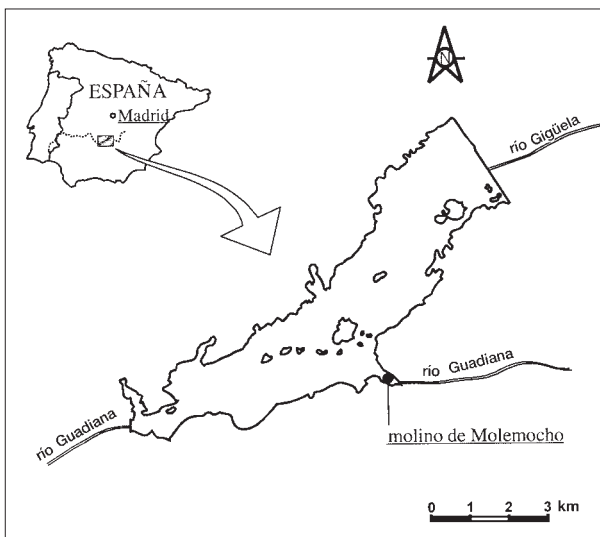 ESPAÑA
Madrid
N
río Gigüela
río Guadiana
molino de Molemocho
río Guadiana
0 1 2 3 km